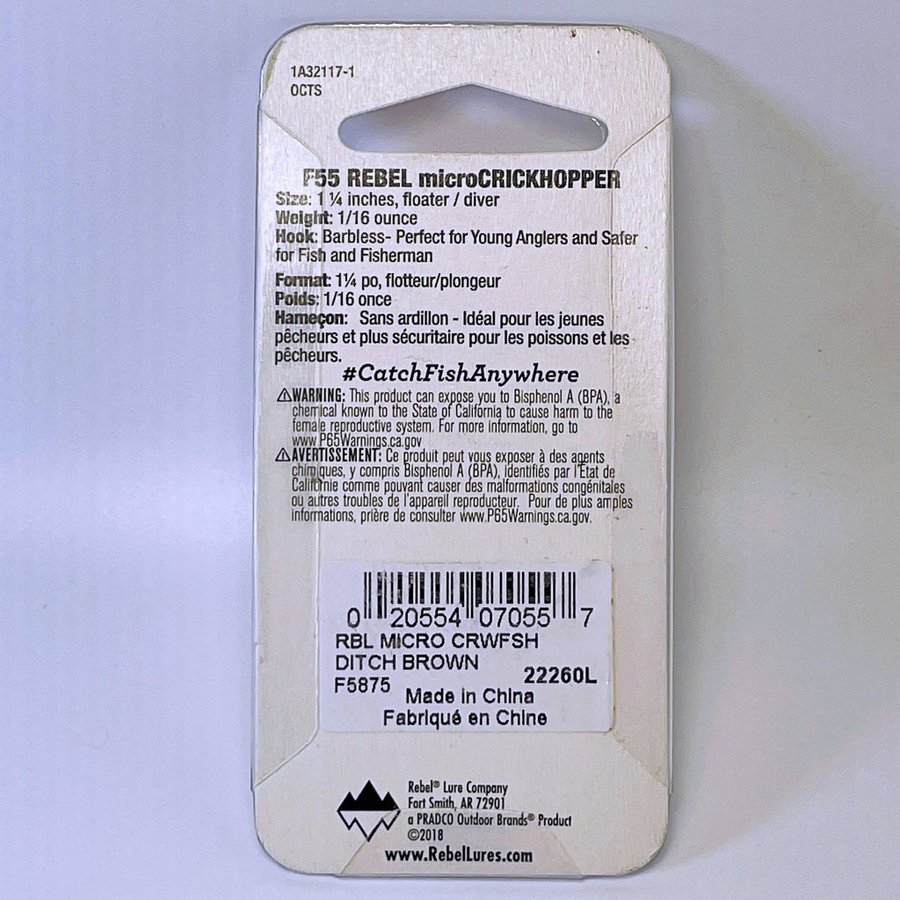 1A32117-1
OCTS
F55 REBEL microCRICKHOPPER
Size: 1 ¼ inches, floater / diver
Weight: 1/16 ounce
Hook: Barbless- Perfect for Young Anglers and Safer
for Fish and Fisherman
Format: 1¼ po, flotteur/plongeur
Poids: 1/16 once
Hameçon: Sans ardillon - Idéal pour les jeunes
pêcheurs et plus sécuritaire pour les poissons et les
pêcheurs.
#CatchFishAnywhere
⚠WARNING: This product can expose you to Bisphenol A (BPA), a
chemical known to the State of California to cause harm to the
female reproductive system. For more information, go to
www.P65Warnings.ca.gov
⚠AVERTISSEMENT: Ce produit peut vous exposer à des agents
chimiques, y compris Bisphenol A (BPA), identifiés par l'État de
Californie comme pouvant causer des malformations congénitales
ou autres troubles de l'appareil reproducteur. Pour de plus amples
informations, prière de consulter www.P65Warnings.ca.gov.
0 20554 07055 7
RBL MICRO CRWFSH
DITCH BROWN
F5875 22260L
Made in China
Fabriqué en Chine
Rebel® Lure Company
Fort Smith, AR 72901
a PRADCO Outdoor Brands® Product
©2018
www.RebelLures.com